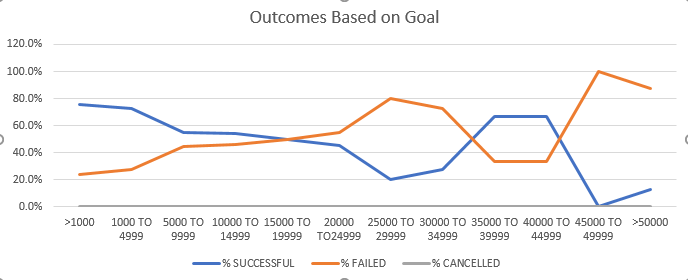 Outcomes Based on Goal
120.0%
100.0%
80.0%
60.0%
40.0%
20.0%
0.0%
>1000 1000 TO 5000 TO 10000 TO 15000 TO 20000 25000 TO 30000 TO 35000 TO 40000 TO 450000 TO >50000
4999 9999 14999 19999 TO24999 29999 34999 39999 44999 49999
% SUCCESSFUL % FAILED % CANCELLED